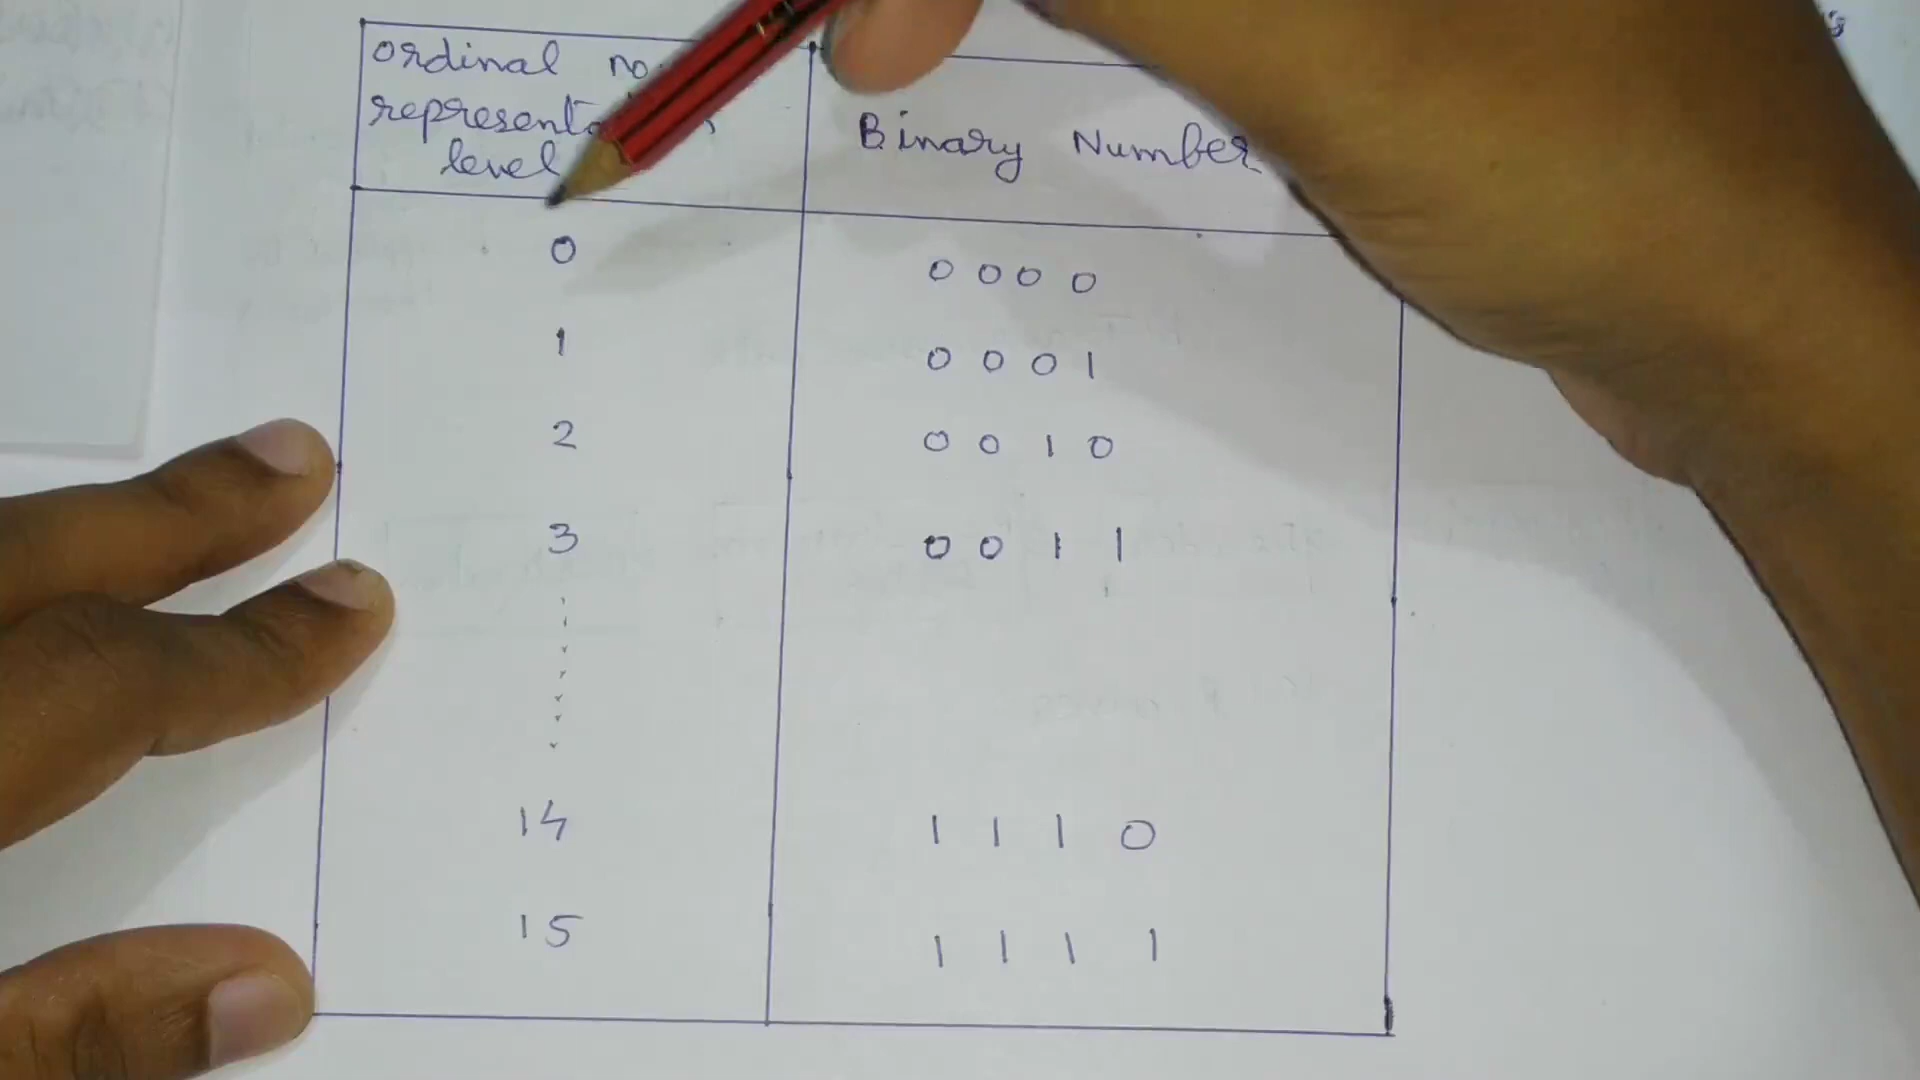 ordinal no.
level
Binary Number
0 0 0 0 0
1 0 0 0 1
2 0 0 1 0
3 0 0 1 1
14 1 1 1 0
15 1 1 1 1